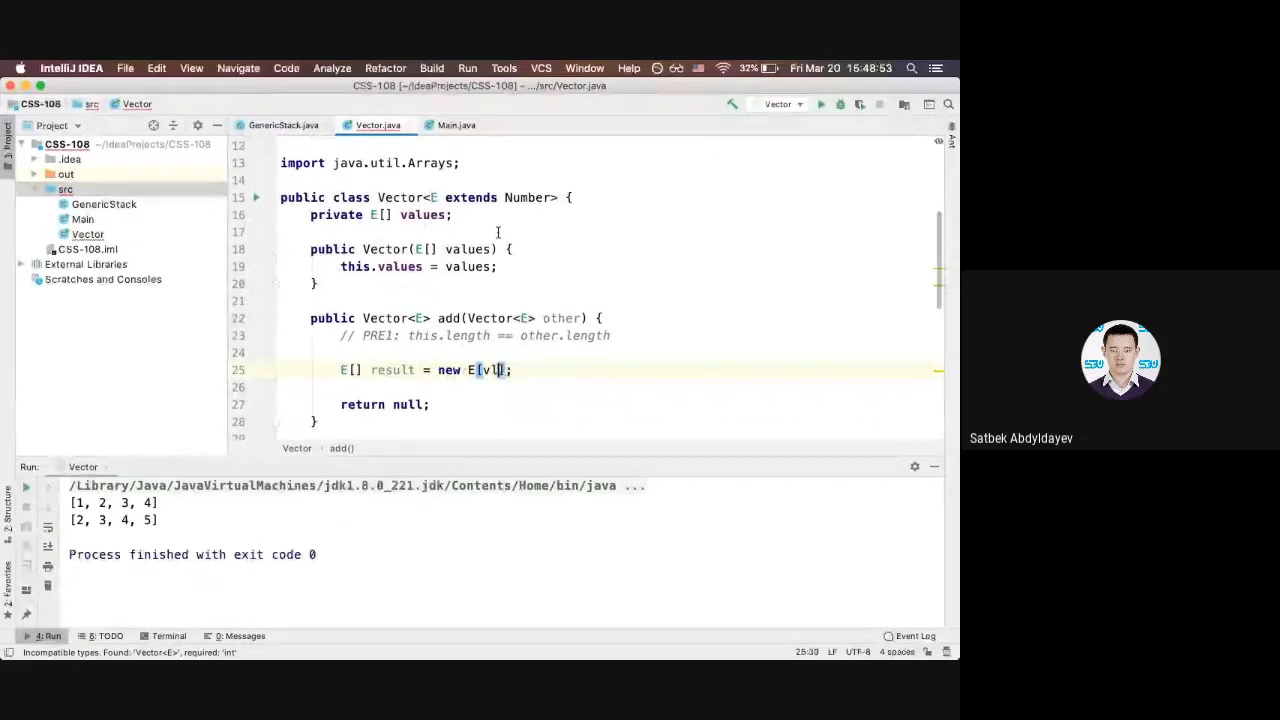 IntelliJ IDEA File Edit View Navigate Code Analyze Refactor Build Run Tools VCS Window Help 32% Fri Mar 20 15:48:53
CSS-108 [~/IdeaProjects/CSS-108] - .../src/Vector.java
CSS-108 src Vector Vector
Project GenericStack.java Vector.java Main.java
1: Project
Ant
CSS-108 ~/IdeaProjects/CSS-108
.idea
out
src
GenericStack
Main
Vector
CSS-108.iml
External Libraries
Scratches and Consoles
12
13 import java.util.Arrays;
14
15 public class Vector<E extends Number> {
16 private E[] values;
17
18 public Vector(E[] values) {
19 this.values = values;
20 }
21
22 public Vector<E> add(Vector<E> other) {
23 // PRE1: this.length == other.length
24
25 E[] result = new E[vl];
26
27 return null;
28 }
29
Vector add()
Run: Vector
/Library/Java/JavaVirtualMachines/jdk1.8.0_221.jdk/Contents/Home/bin/java ...
[1, 2, 3, 4]
[2, 3, 4, 5]
Process finished with exit code 0
Z: Structure
2: Favorites
4: Run 6: TODO Terminal 0: Messages Event Log
Incompatible types. Found: 'Vector<E>', required: 'int' 25:30 LF UTF-8 4 spaces
Satbek Abdyldayev